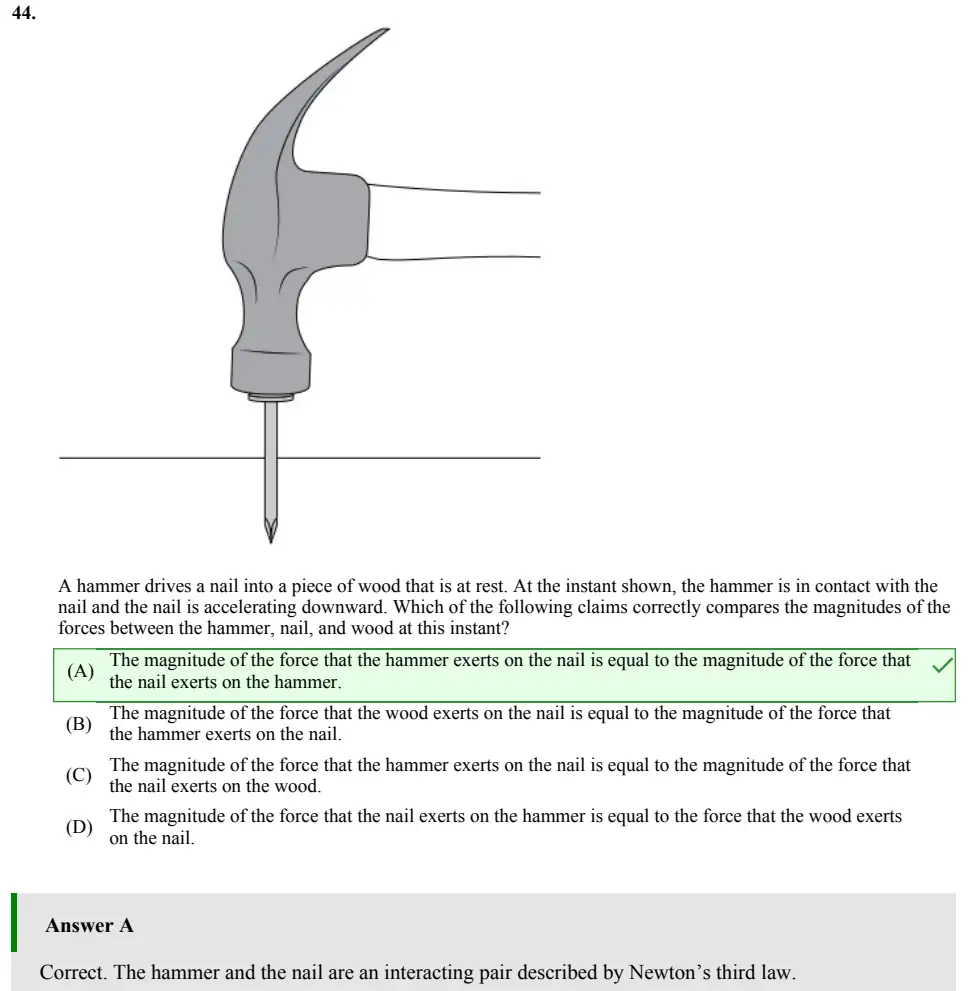 44.
A hammer drives a nail into a piece of wood that is at rest. At the instant shown, the hammer is in contact with the
nail and the nail is accelerating downward. Which of the following claims correctly compares the magnitudes of the
forces between the hammer, nail, and wood at this instant?
(A) The magnitude of the force that the hammer exerts on the nail is equal to the magnitude of the force that
the nail exerts on the hammer.
(B) The magnitude of the force that the wood exerts on the nail is equal to the magnitude of the force that
the hammer exerts on the nail.
(C) The magnitude of the force that the hammer exerts on the nail is equal to the magnitude of the force that
the nail exerts on the wood.
(D) The magnitude of the force that the nail exerts on the hammer is equal to the force that the wood exerts
on the nail.
Answer A
Correct. The hammer and the nail are an interacting pair described by Newton’s third law.